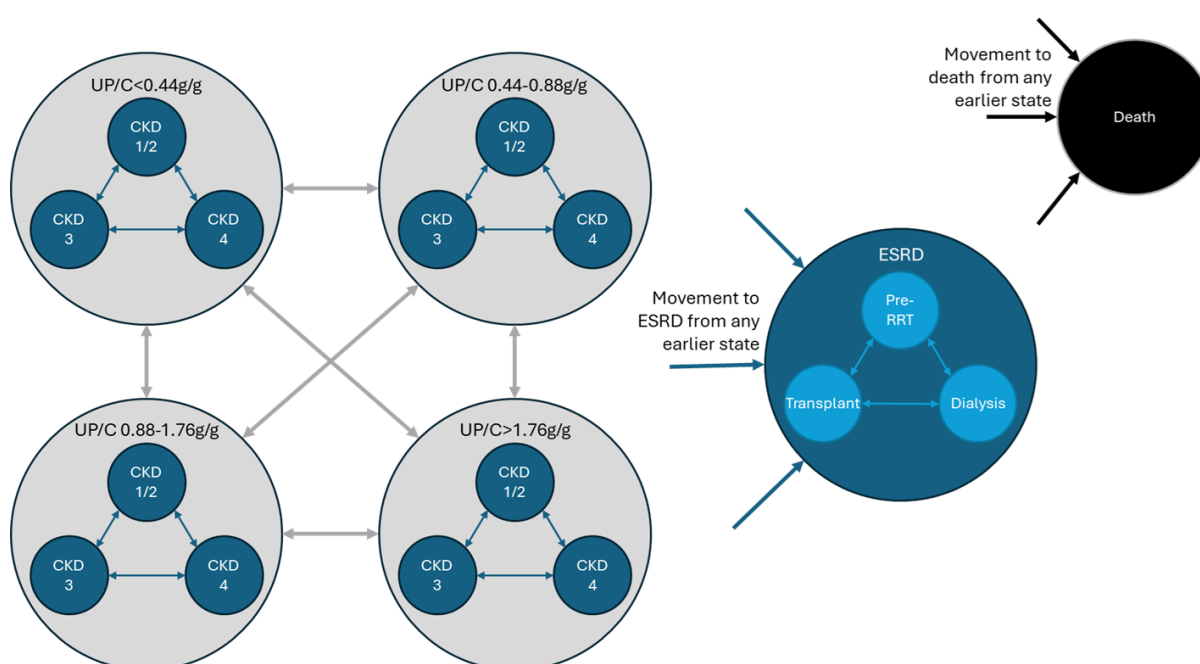 UP/C<0.44g/g
CKD
1/2
CKD
3
CKD
4
UP/C 0.44-0.88g/g
CKD
1/2
CKD
3
CKD
4
UP/C 0.88-1.76g/g
CKD
1/2
CKD
3
CKD
4
UP/C>1.76g/g
CKD
1/2
CKD
3
CKD
4
Movement to
ESRD from any
earlier state
ESRD
Pre-
RRT
Transplant
Dialysis
Movement to
death from any
earlier state
Death